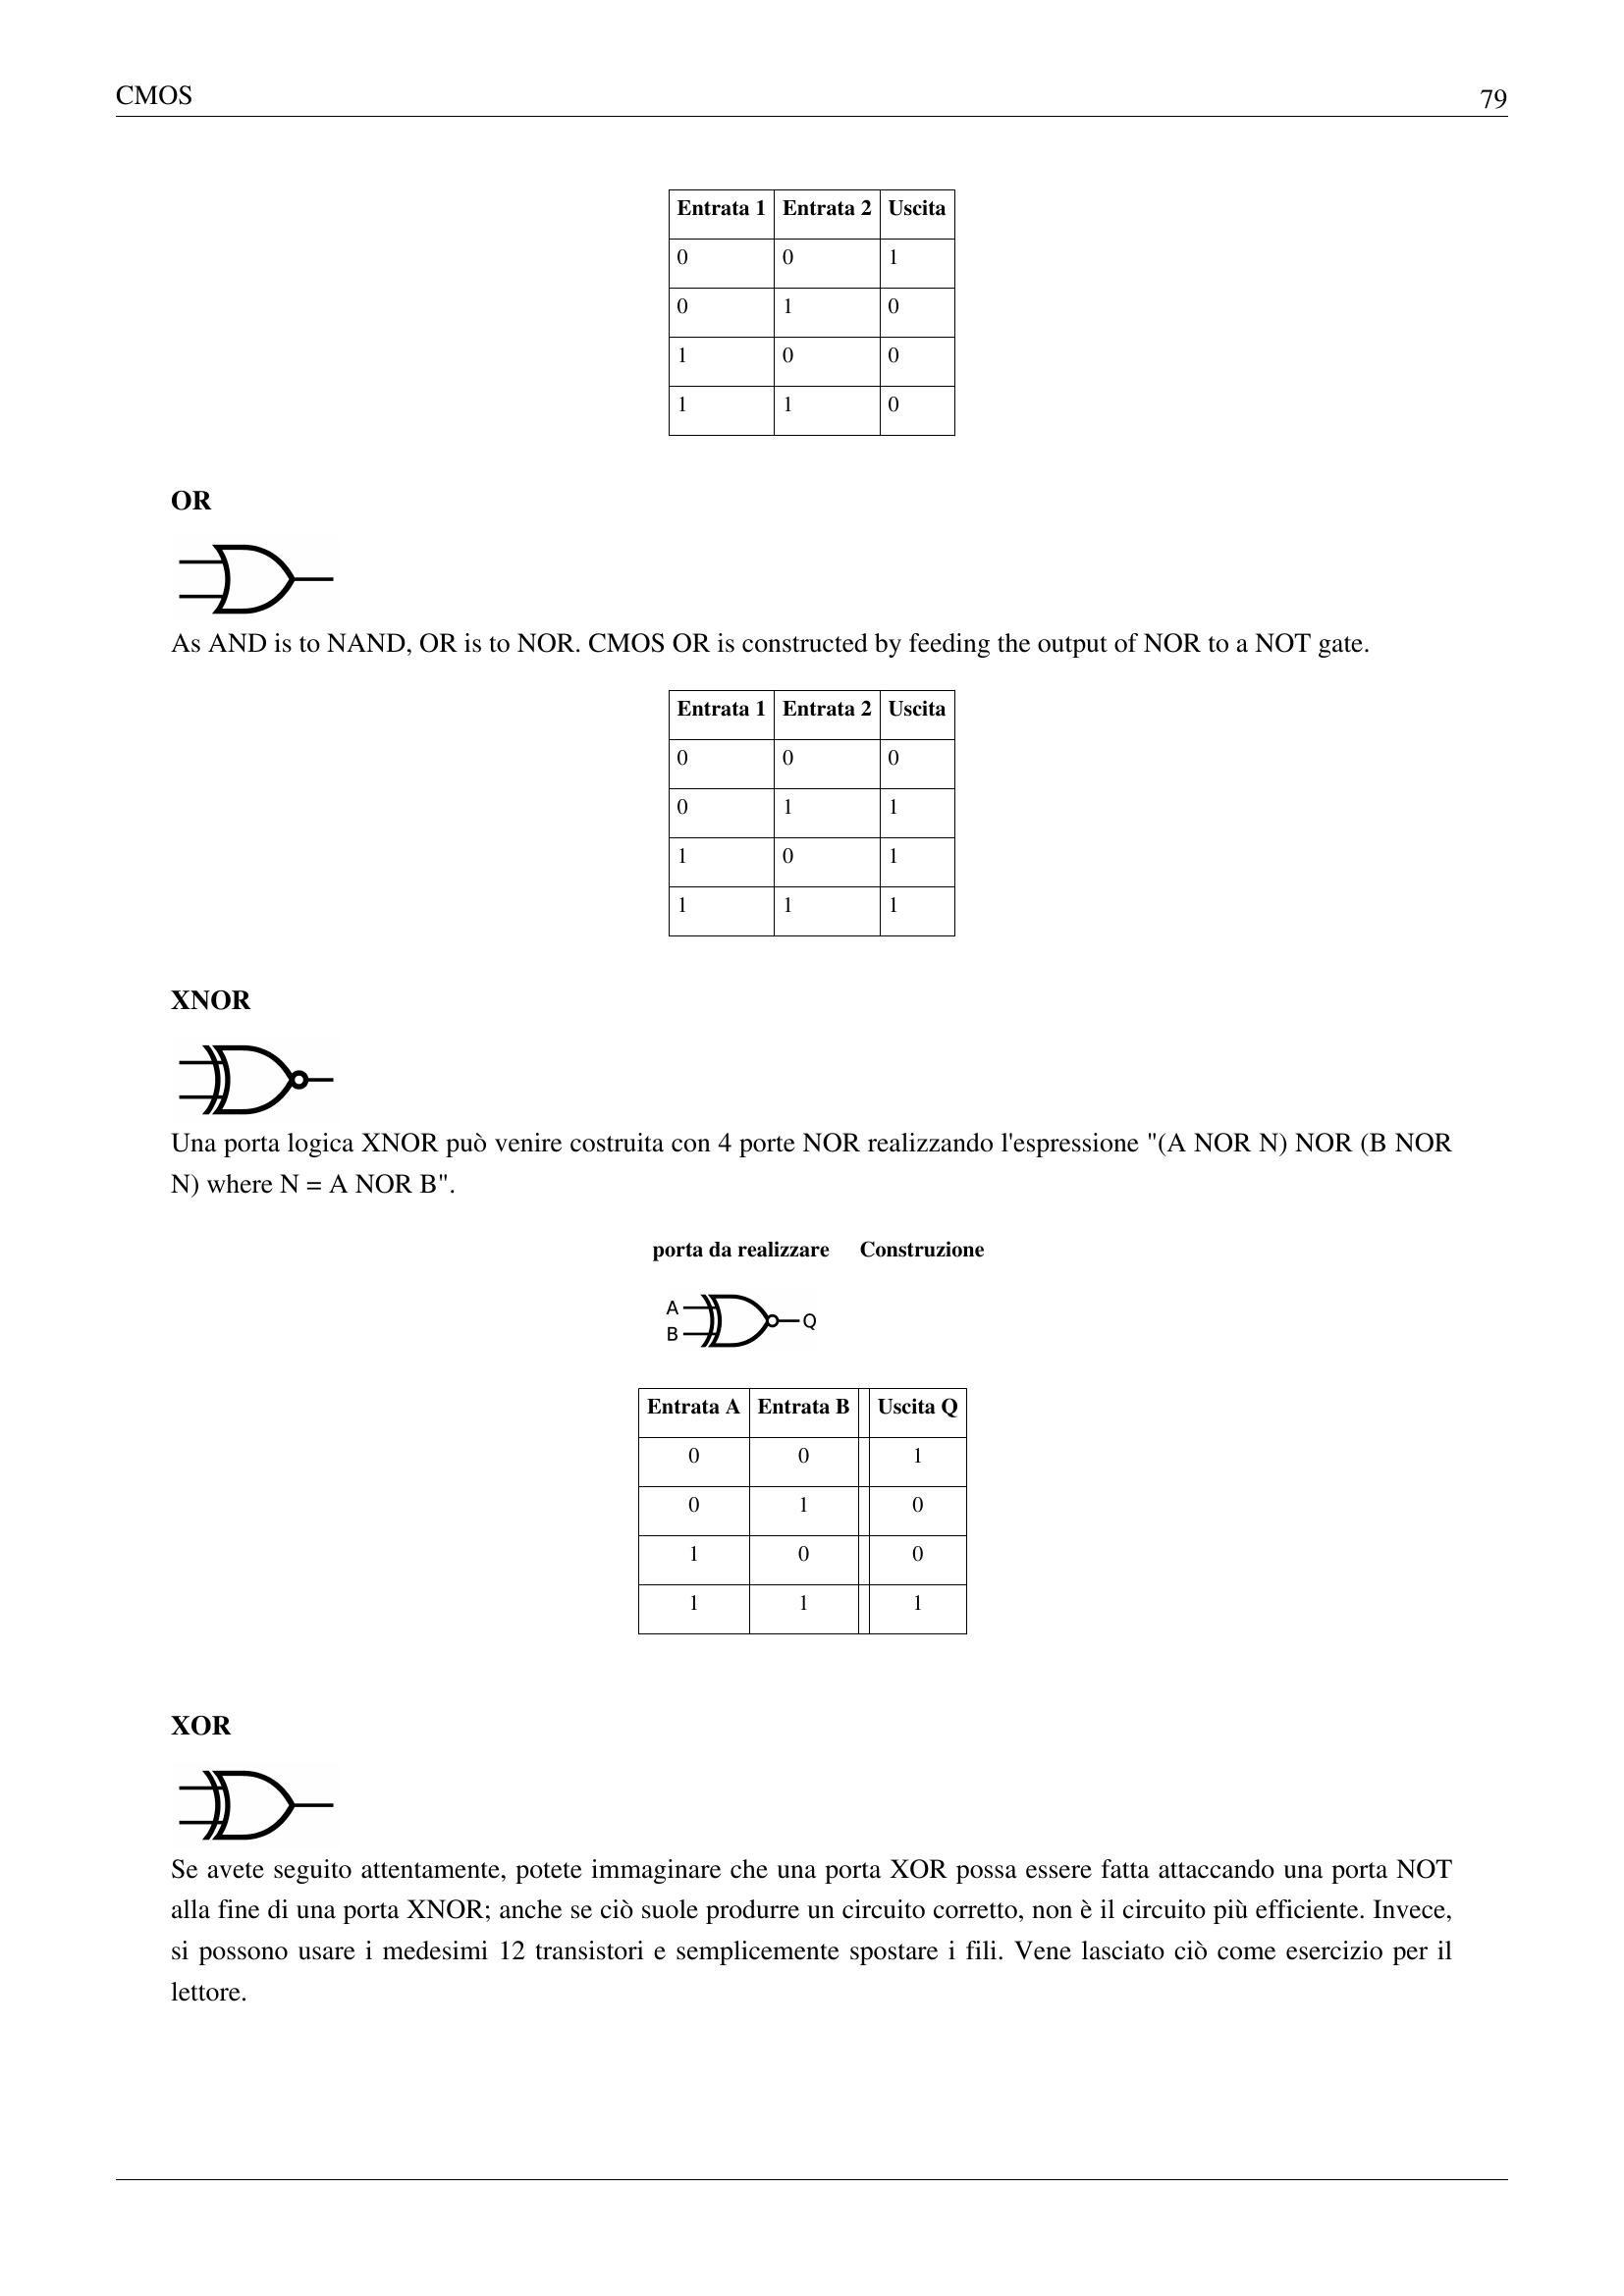 CMOS 79
Entrata 1 Entrata 2 Uscita
0 0 1
0 1 0
1 0 0
1 1 0
OR
As AND is to NAND, OR is to NOR. CMOS OR is constructed by feeding the output of NOR to a NOT gate.
Entrata 1 Entrata 2 Uscita
0 0 0
0 1 1
1 0 1
1 1 1
XNOR
Una porta logica XNOR può venire costruita con 4 porte NOR realizzando l'espressione "(A NOR N) NOR (B NOR
N) where N = A NOR B".
porta da realizzare Construzione
A
B
Q
Entrata A Entrata B Uscita Q
0 0 1
0 1 0
1 0 0
1 1 1
XOR
Se avete seguito attentamente, potete immaginare che una porta XOR possa essere fatta attaccando una porta NOT
alla fine di una porta XNOR; anche se ciò suole produrre un circuito corretto, non è il circuito più efficiente. Invece,
si possono usare i medesimi 12 transistori e semplicemente spostare i fili. Vene lasciato ciò come esercizio per il
lettore.